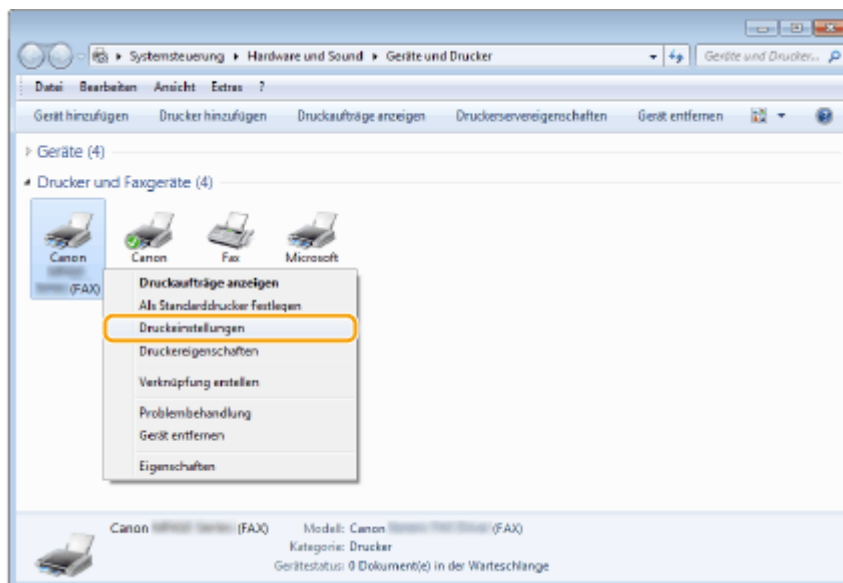 Systemsteuerung ▸ Hardware und Sound ▸ Geräte und Drucker
Geräte und Drucker...
Datei Bearbeiten Ansicht Extras ?
Gerät hinzufügen Drucker hinzufügen Druckaufträge anzeigen Druckerservereigenschaften Gerät entfernen
Geräte (4)
Drucker und Faxgeräte (4)
Canon Canon Fax Microsoft
(FAX)
Druckaufträge anzeigen
Als Standarddrucker festlegen
Druckeinstellungen
Druckereigenschaften
Verknüpfung erstellen
Problembehandlung
Gerät entfernen
Eigenschaften
Canon (FAX) Modell: Canon (FAX)
Kategorie: Drucker
Gerätestatus: 0 Dokument(e) in der Warteschlange